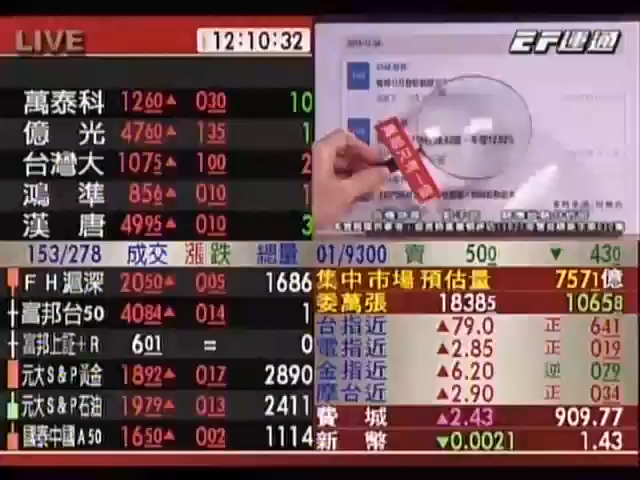 LIVE
12:10:32
EF 運通
萬泰科 1260▲ 030 10
億光 4760▲ 135 1
台灣大 1075▲ 100 2
鴻準 856▲ 010 1
漢唐 4995▲ 010 3
153/278 成交 漲跌 總量
01/9300 賣 500 ▼ 430
FH滬深 2050▲ 005 1686
富邦台50 4084▲ 014 1
富邦上証+R 601 = 0
元大S&P黃金 1892▲ 017 2890
元大S&P石油 1979▲ 013 2411
國泰中國A50 1650▲ 002 1114
集中市場預估量 7571億
委萬張 18385 10658
台指近 ▲79.0 正 641
電指近 ▲2.85 正 019
金指近 ▲6.20 逆 029
摩台近 ▲2.90 正 034
費城 ▲2.43 909.77
新幣 ▼0.0021 1.43